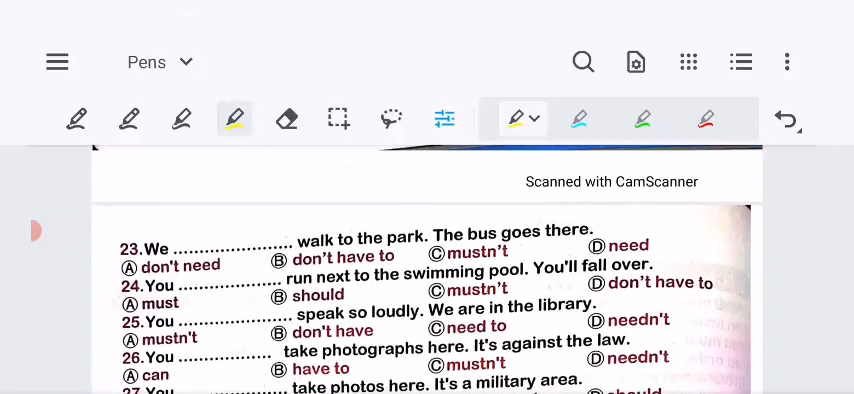 Pens
Scanned with CamScanner
23.We ........................ walk to the park. The bus goes there.
Ⓐ don't need Ⓑ don't have to Ⓒ mustn't Ⓓ need
24.You ..................... run next to the swimming pool. You'll fall over.
Ⓐ must Ⓑ should Ⓒ mustn't Ⓓ don't have to
25.You ....................... speak so loudly. We are in the library.
Ⓐ mustn't Ⓑ don't have Ⓒ need to Ⓓ needn't
26.You ................... take photographs here. It's against the law.
Ⓐ can Ⓑ have to Ⓒ mustn't Ⓓ needn't
27.You ...................... take photos here. It's a military area.
Ⓓ should